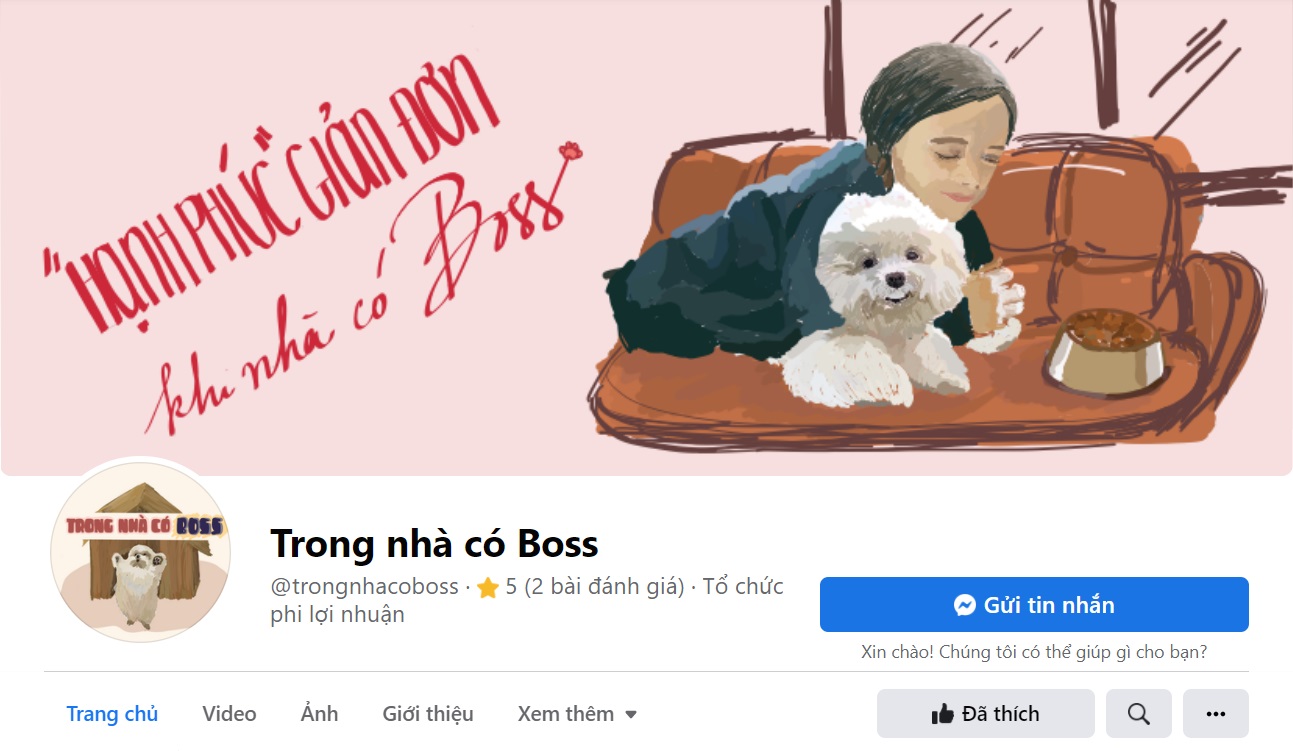 "HẠNH PHÚC" GIẢN ĐƠN
khi nhà có Boss
TRONG NHÀ CÓ BOSS
Trong nhà có Boss
@trongnhacoboss · 5 (2 bài đánh giá) · Tổ chức
phi lợi nhuận
Gửi tin nhắn
Xin chào! Chúng tôi có thể giúp gì cho bạn?
Trang chủ
Video
Ảnh
Giới thiệu
Xem thêm
Đã thích